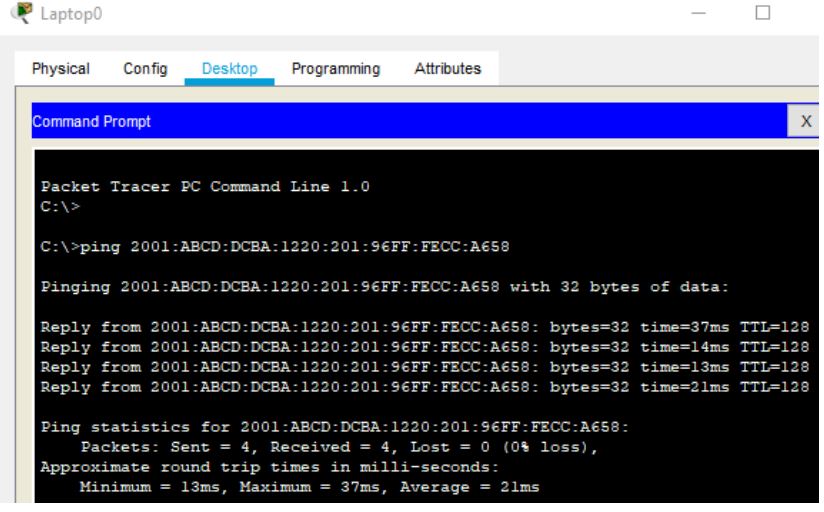 Laptop0
Physical Config Desktop Programming Attributes
Command Prompt
X
Packet Tracer PC Command Line 1.0
C:\>
C:\>ping 2001:ABCD:DCBA:1220:201:96FF:FECC:A658
Pinging 2001:ABCD:DCBA:1220:201:96FF:FECC:A658 with 32 bytes of data:
Reply from 2001:ABCD:DCBA:1220:201:96FF:FECC:A658: bytes=32 time=37ms TTL=128
Reply from 2001:ABCD:DCBA:1220:201:96FF:FECC:A658: bytes=32 time=14ms TTL=128
Reply from 2001:ABCD:DCBA:1220:201:96FF:FECC:A658: bytes=32 time=13ms TTL=128
Reply from 2001:ABCD:DCBA:1220:201:96FF:FECC:A658: bytes=32 time=21ms TTL=128
Ping statistics for 2001:ABCD:DCBA:1220:201:96FF:FECC:A658:
Packets: Sent = 4, Received = 4, Lost = 0 (0% loss),
Approximate round trip times in milli-seconds:
Minimum = 13ms, Maximum = 37ms, Average = 21ms